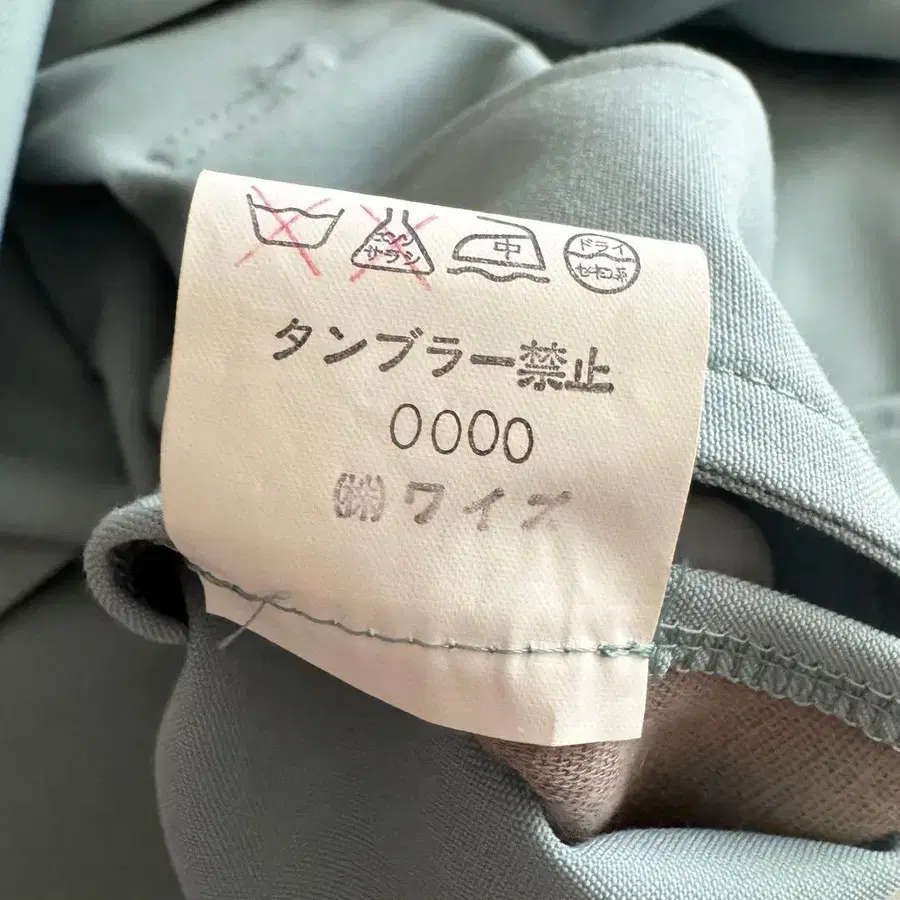 エンソ サラシ 中 ドライ セキユ系
タンブラー禁止
0000
㈱ワイズ